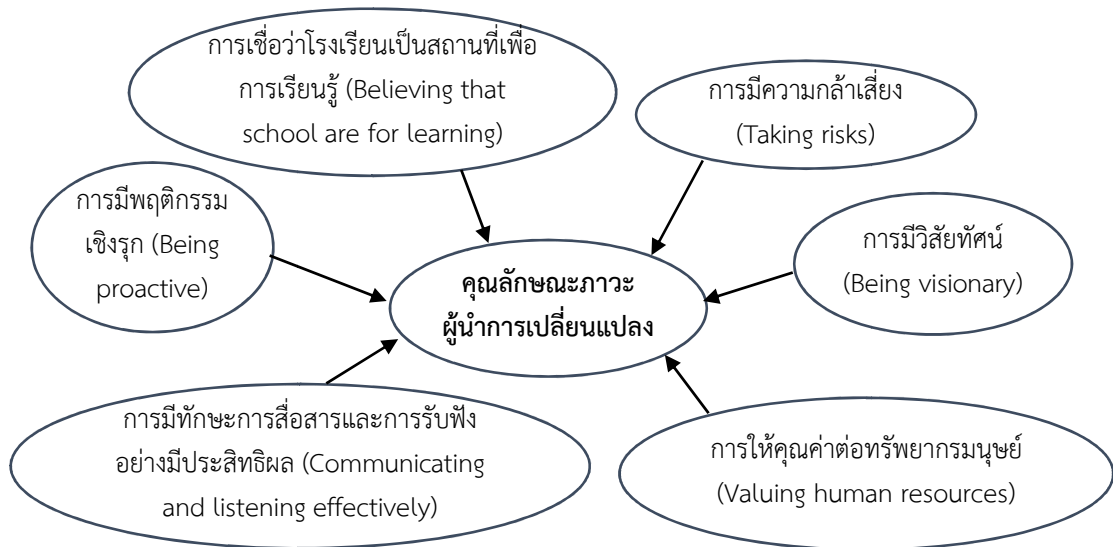 การเชื่อว่าโรงเรียนเป็นสถานที่เพื่อ
การเรียนรู้ (Believing that
school are for learning)
การมีความกล้าเสี่ยง
(Taking risks)
การมีพฤติกรรม
เชิงรุก (Being
proactive)
การมีวิสัยทัศน์
(Being visionary)
คุณลักษณะภาวะ
ผู้นำการเปลี่ยนแปลง
การมีทักษะการสื่อสารและการรับฟัง
อย่างมีประสิทธิผล (Communicating
and listening effectively)
การให้คุณค่าต่อทรัพยากรมนุษย์
(Valuing human resources)